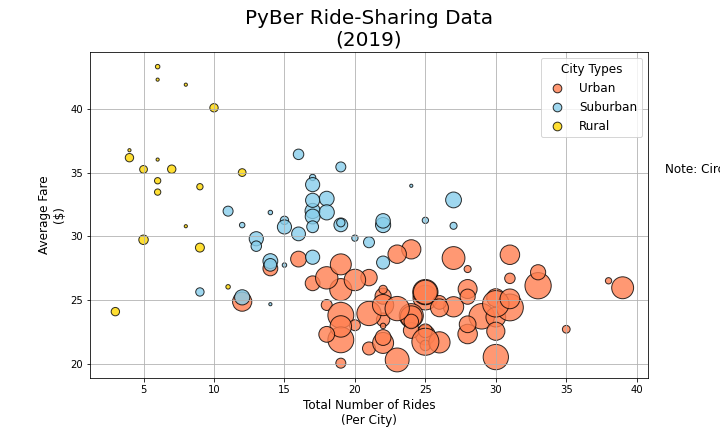 PyBer Ride-Sharing Data
(2019)
City Types
Urban
Suburban
Rural
Note: Circ
Average Fare
($)
40
35
30
25
20
5
10
15
20
25
30
35
40
Total Number of Rides
(Per City)